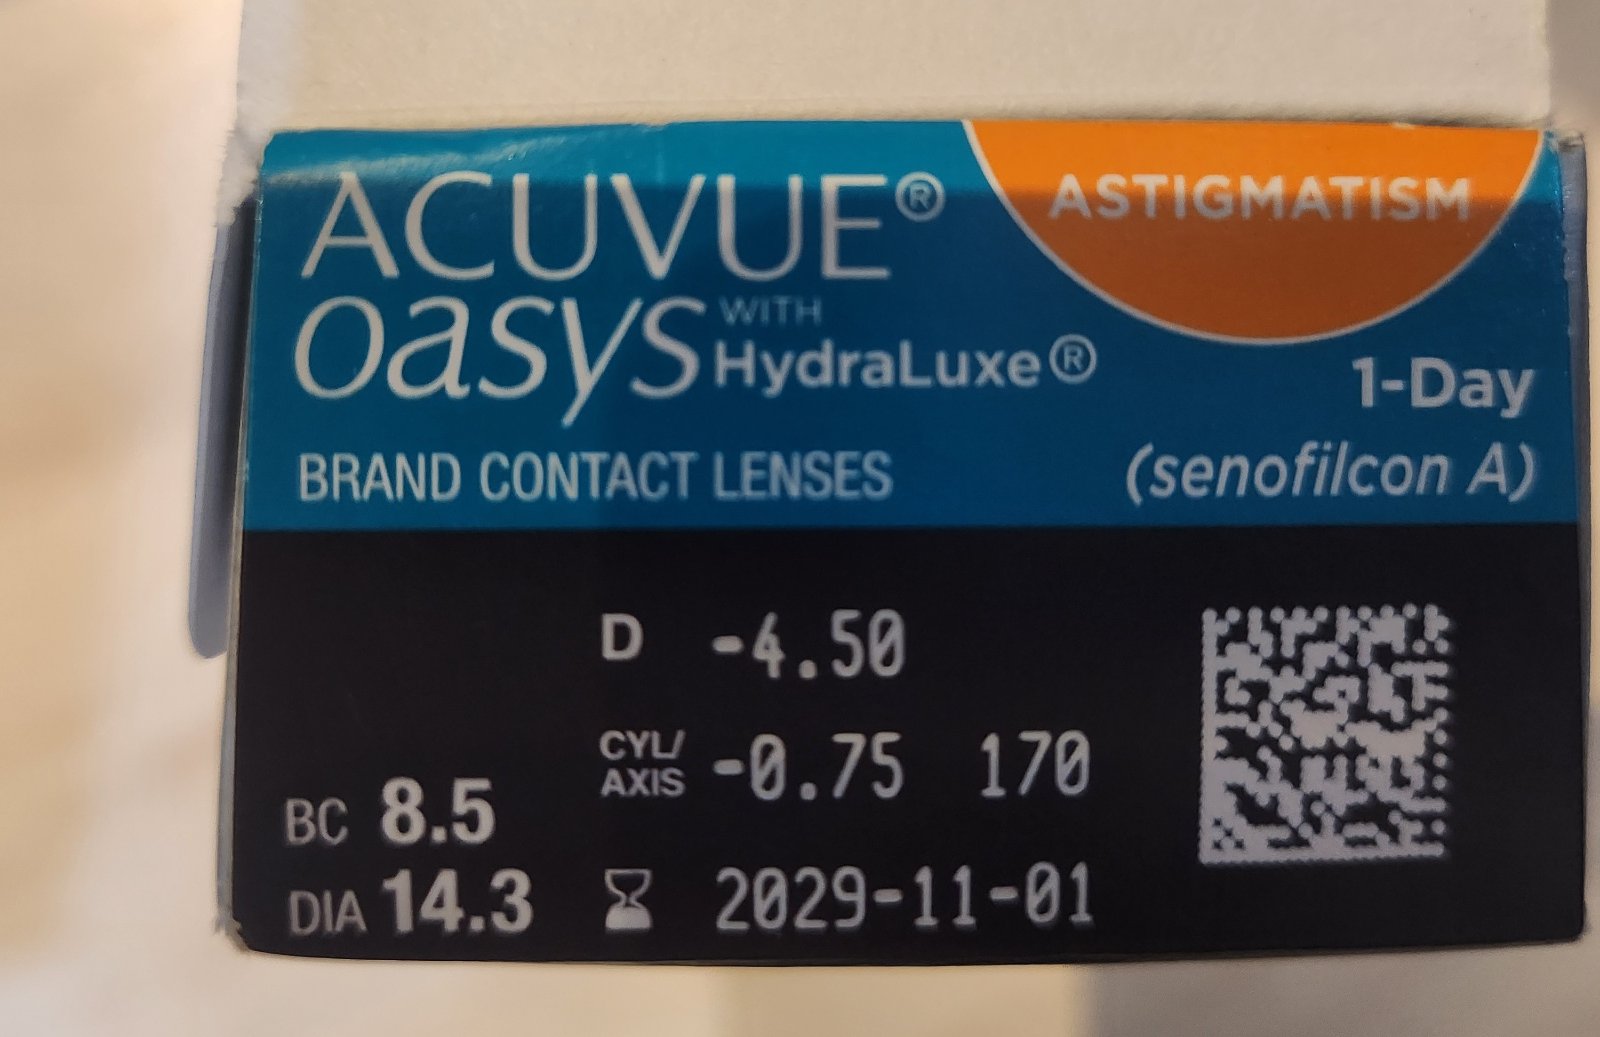 ACUVUE® ASTIGMATISM
oasys WITH HydraLuxe®
1-Day
BRAND CONTACT LENSES (senofilcon A)
D -4.50
CYL/AXIS -0.75 170
BC 8.5
DIA 14.3 2029-11-01